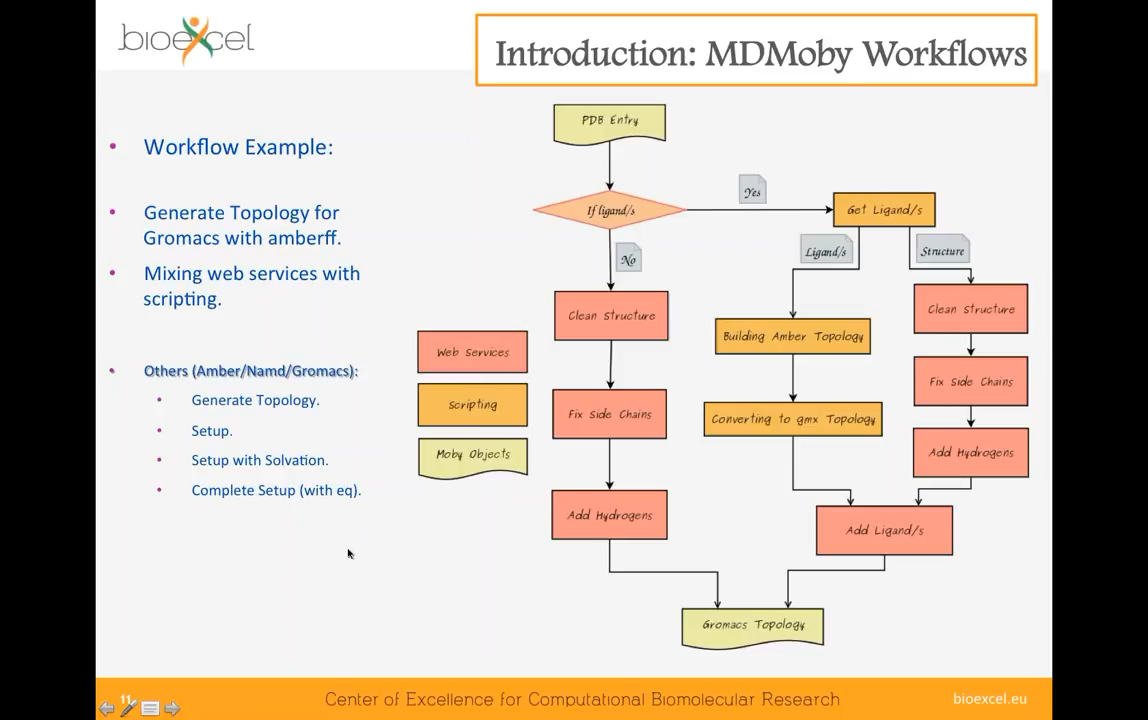 bioexcel
Introduction: MDMoby Workflows
• Workflow Example:
• Generate Topology for
Gromacs with amberff.
• Mixing web services with
scripting.
• Others (Amber/Namd/Gromacs):
• Generate Topology.
• Setup.
• Setup with Solvation.
• Complete Setup (with eq).
Web Services
Scripting
Moby Objects
PDB Entry
If ligand/s
Yes
No
Get Ligand/s
Ligand/s
Structure
Clean Structure
Fix Side Chains
Add Hydrogens
Building Amber Topology
Converting to gmx Topology
Clean Structure
Fix Side Chains
Add Hydrogens
Add Ligand/s
Gromacs Topology
11
Center of Excellence for Computational Biomolecular Research
bioexcel.eu